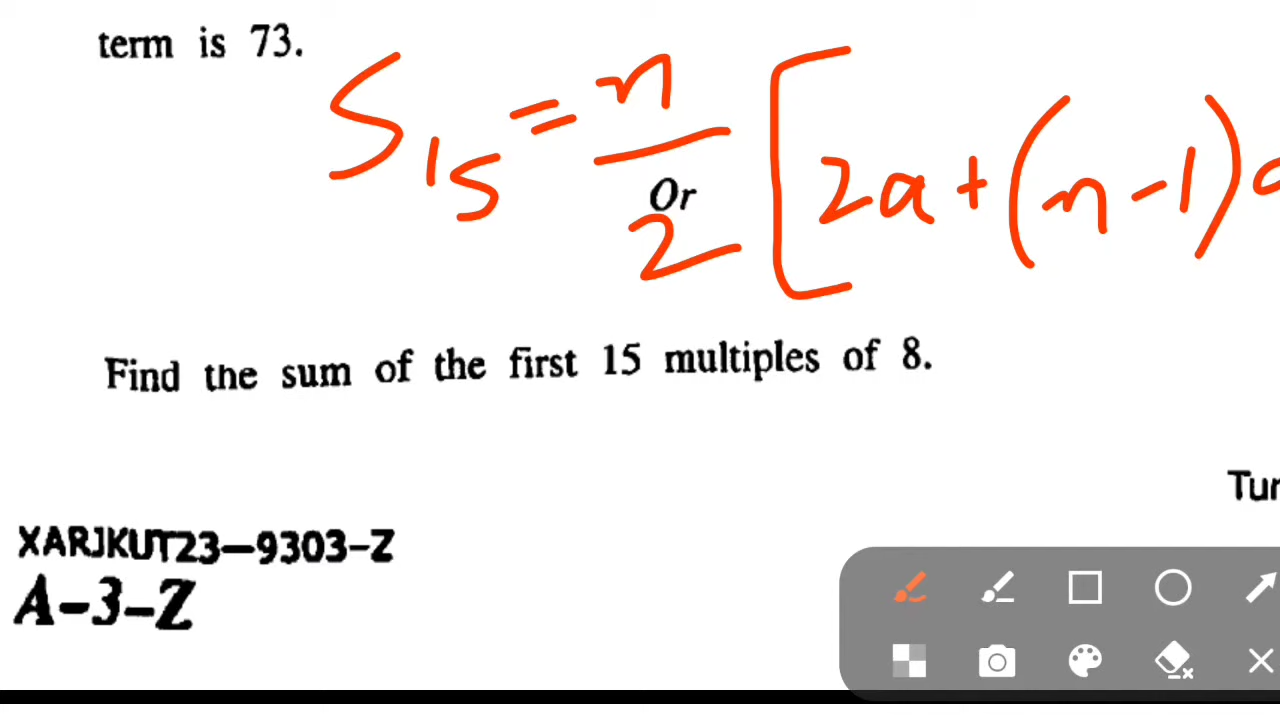 term is 73.
S15 = n/2 [2a+(n-1)
Or
Find the sum of the first 15 multiples of 8.
XARJKUT23—9303-Z
A-3-Z